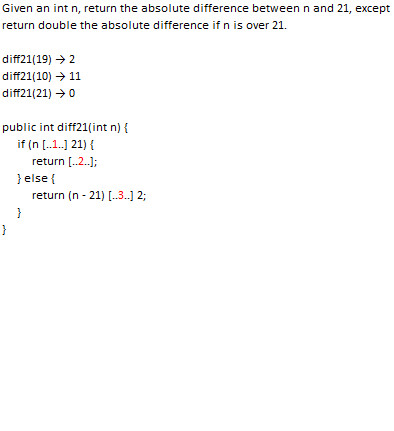 Given an int n, return the absolute difference between n and 21, except
return double the absolute difference if n is over 21.
diff21(19) → 2
diff21(10) → 11
diff21(21) → 0
public int diff21(int n) {
if (n [..1..] 21) {
return [..2..];
} else {
return (n - 21) [..3..] 2;
}
}